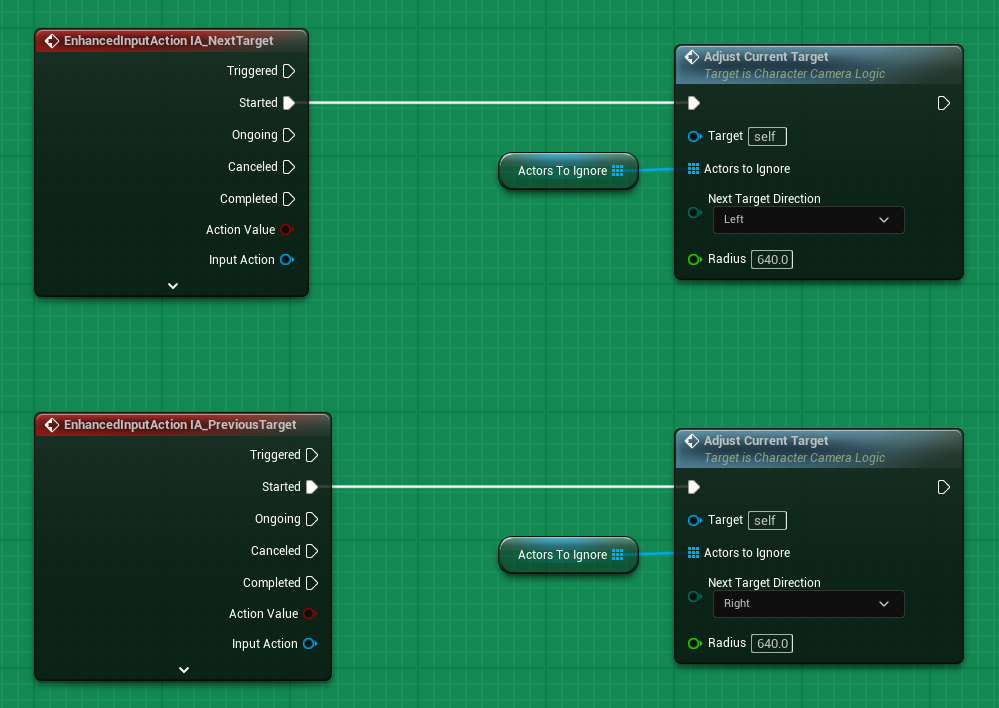 EnhancedInputAction IA_NextTarget
Triggered
Started
Ongoing
Canceled
Completed
Action Value
Input Action
Actors To Ignore
Adjust Current Target
Target is Character Camera Logic
Target self
Actors to Ignore
Next Target Direction
Left
Radius 640.0
EnhancedInputAction IA_PreviousTarget
Triggered
Started
Ongoing
Canceled
Completed
Action Value
Input Action
Actors To Ignore
Adjust Current Target
Target is Character Camera Logic
Target self
Actors to Ignore
Next Target Direction
Right
Radius 640.0